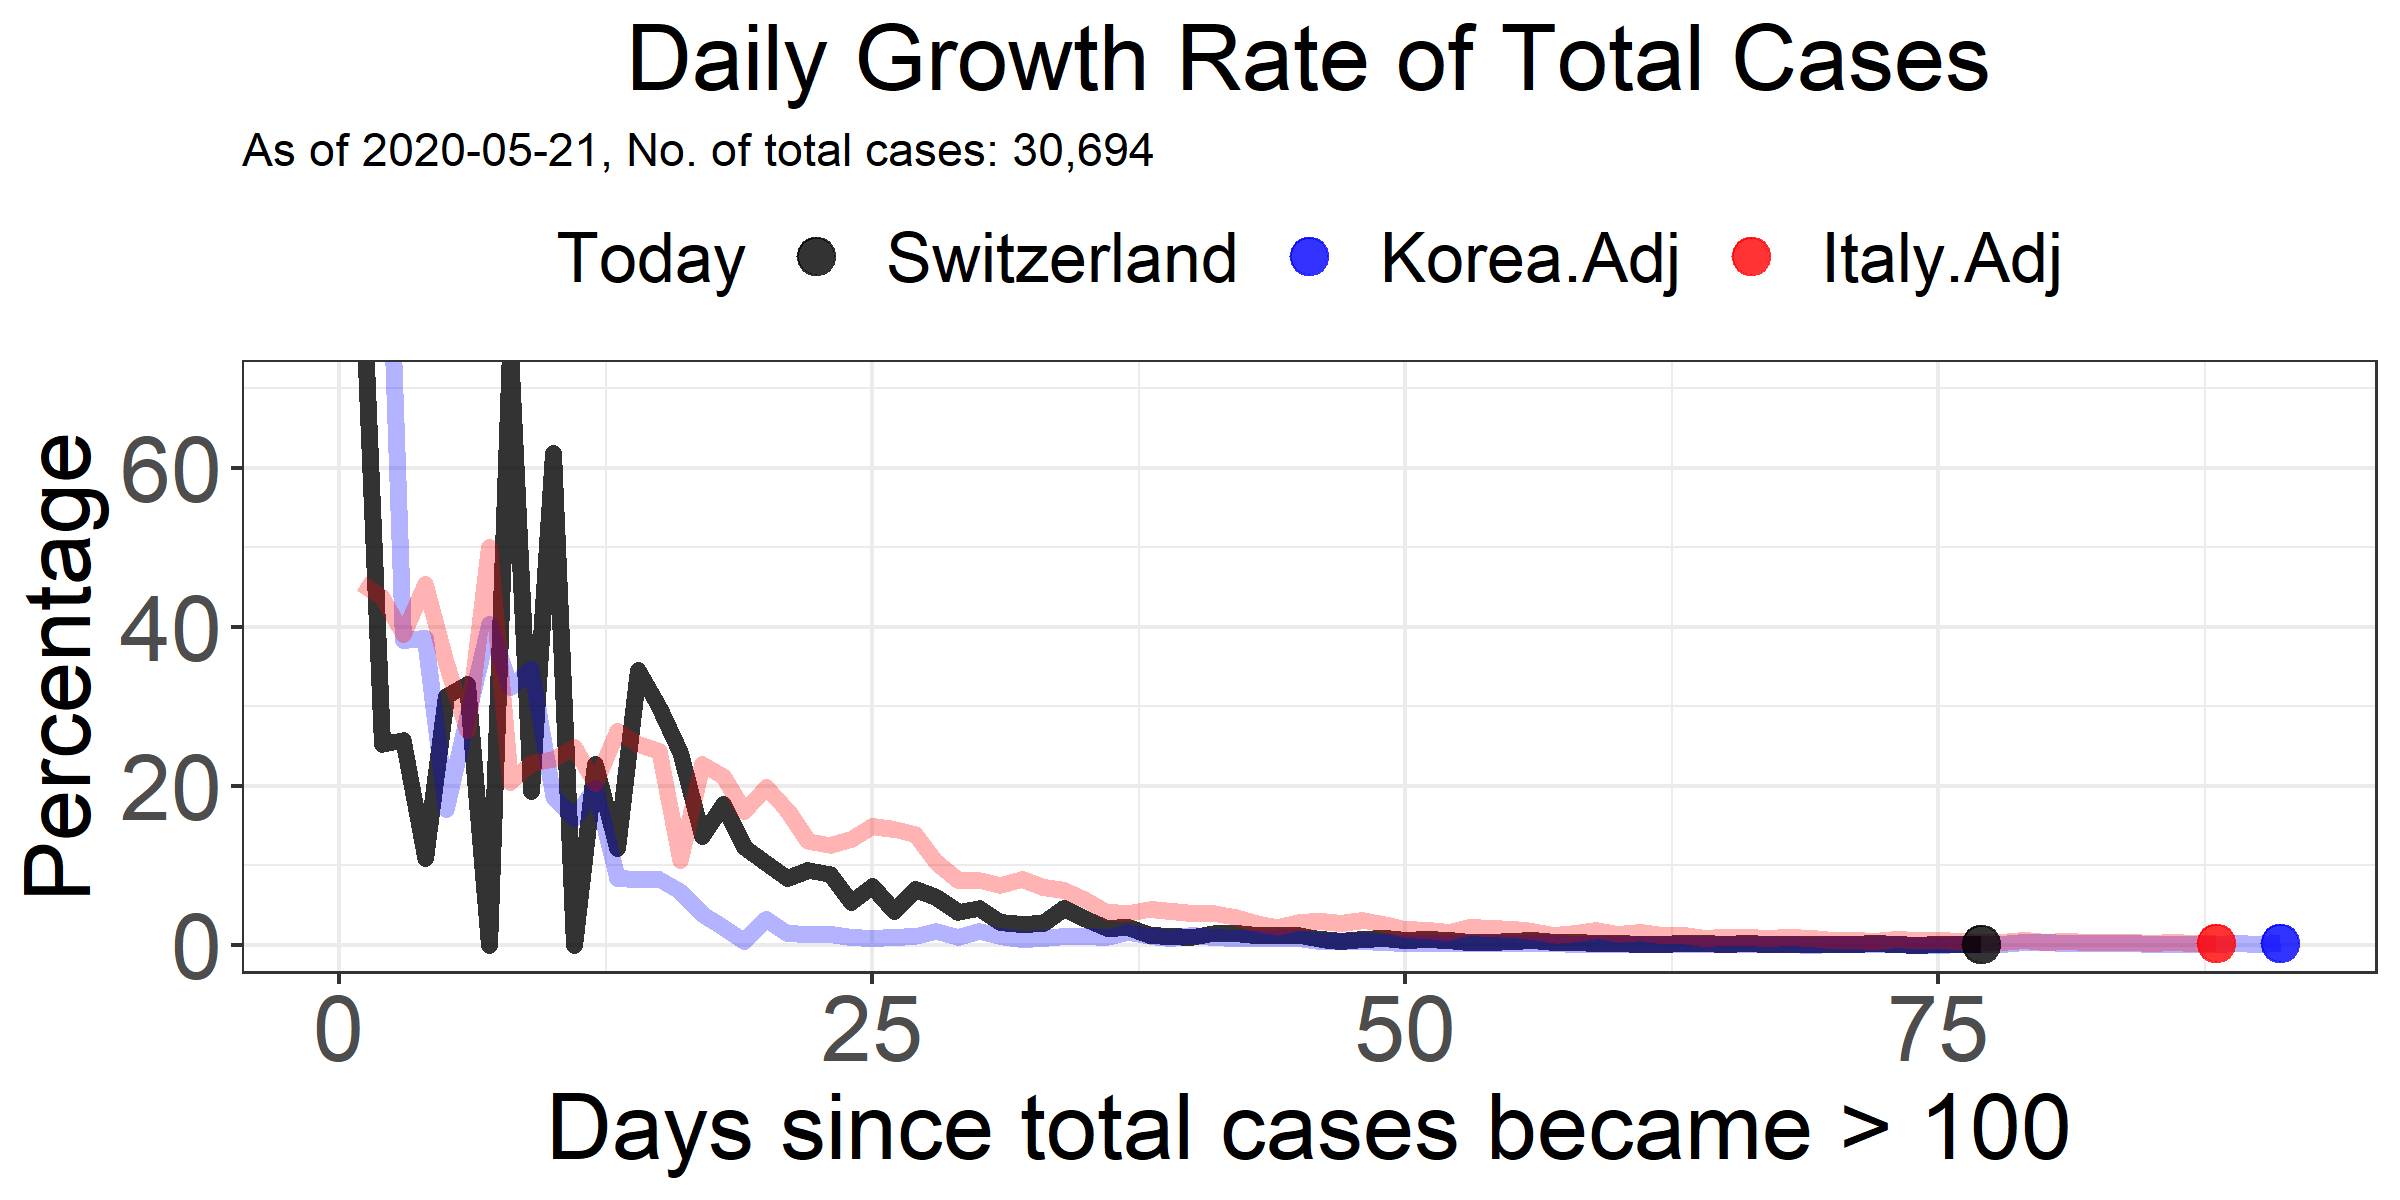 Daily Growth Rate of Total Cases
As of 2020-05-21, No. of total cases: 30,694
Today Switzerland Korea.Adj Italy.Adj
Percentage
60
40
20
0
0 25 50 75
Days since total cases became > 100